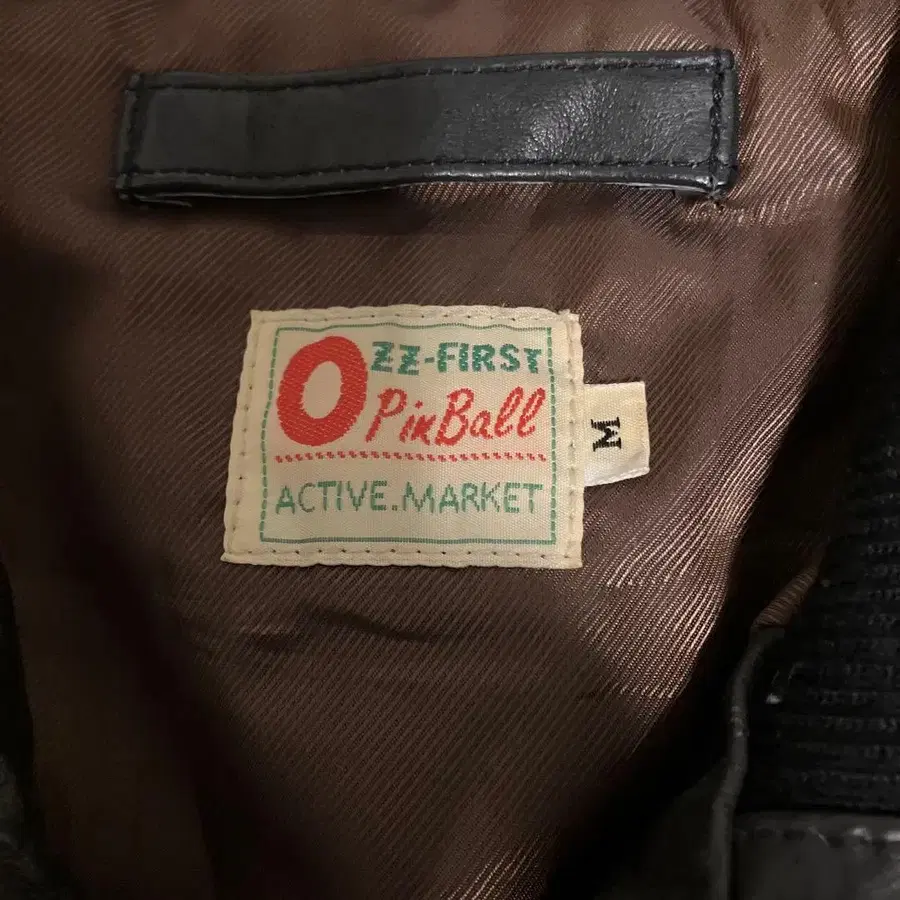 OZZ-FIRST
PinBall
ACTIVE.MARKET
M